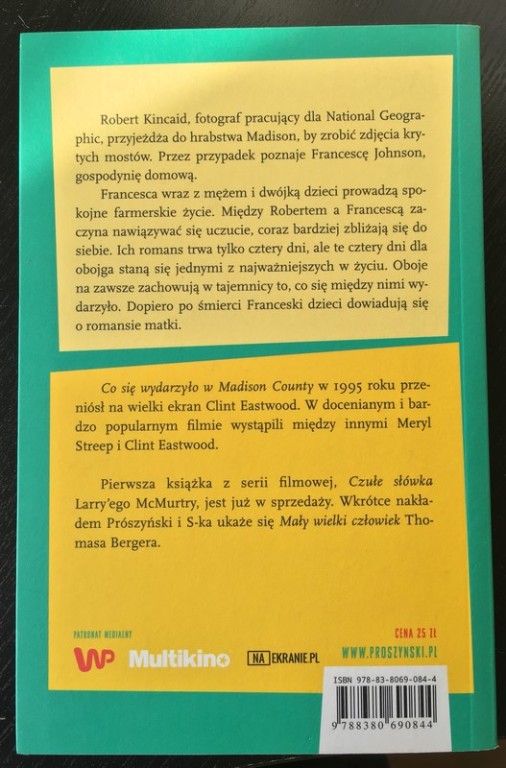 Robert Kincaid, fotograf pracujący dla National Geogra-
phic, przyjeżdża do hrabstwa Madison, by zrobić zdjęcia kry-
tych mostów. Przez przypadek poznaje Francescę Johnson,
gospodynię domową.
Francesca wraz z mężem i dwójką dzieci prowadzą spo-
kojne farmerskie życie. Między Robertem a Francescą za-
czyna nawiązywać się uczucie, coraz bardziej zbliżają się do
siebie. Ich romans trwa tylko cztery dni, ale te cztery dni dla
obojga staną się jednymi z najważniejszych w życiu. Oboje
na zawsze zachowują w tajemnicy to, co się między nimi wy-
darzyło. Dopiero po śmierci Franceski dzieci dowiadują się
o romansie matki.
Co się wydarzyło w Madison County w 1995 roku prze-
niósł na wielki ekran Clint Eastwood. W docenianym i bar-
dzo popularnym filmie wystąpili między innymi Meryl
Streep i Clint Eastwood.
Pierwsza książka z serii filmowej, Czułe słówka
Larry'ego McMurtry, jest już w sprzedaży. Wkrótce nakła-
dem Prószyński i S-ka ukaże się Mały wielki człowiek Tho-
masa Bergera.
PATRONAT MEDIALNY
WP Multikino NA EKRANIE.PL
CENA 25 ZŁ
WWW.PROSZYNSKI.PL
ISBN 978-83-8069-084-4
9 788380 690844